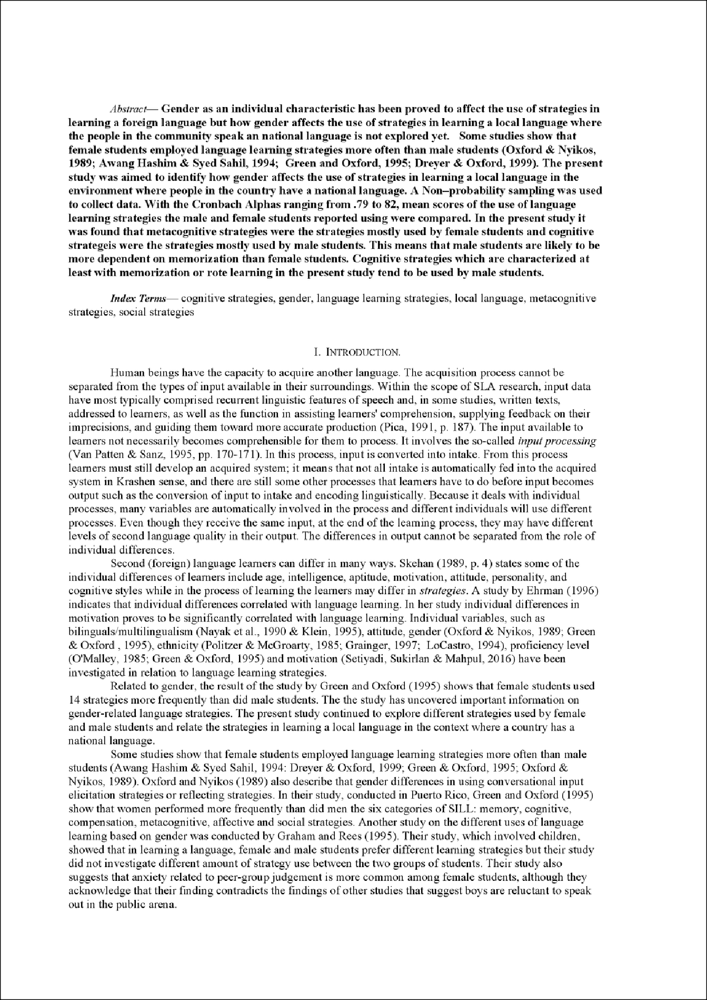 Abstract— Gender as an individual characteristic has been proved to affect the use of strategies in
learning a foreign language but how gender affects the use of strategies in learning a local language where
the people in the community speak an national language is not explored yet.   Some studies show that
female students employed language learning strategies more often than male students (Oxford & Nyikos,
1989; Awang Hashim & Syed Sahil, 1994;  Green and Oxford, 1995; Dreyer & Oxford, 1999). The present
study was aimed to identify how gender affects the use of strategies in learning a local language in the
environment where people in the country have a national language. A Non–probability sampling was used
to collect data. With the Cronbach Alphas ranging from .79 to 82, mean scores of the use of language
learning strategies the male and female students reported using were compared. In the present study it
was found that metacognitive strategies were the strategies mostly used by female students and cognitive
strategeis were the strategies mostly used by male students. This means that male students are likely to be
more dependent on memorization than female students. Cognitive strategies which are characterized at
least with memorization or rote learning in the present study tend to be used by male students.
Index Terms— cognitive strategies, gender, language learning strategies, local language, metacognitive
strategies, social strategies
I. INTRODUCTION.
Human beings have the capacity to acquire another language. The acquisition process cannot be
separated from the types of input available in their surroundings. Within the scope of SLA research, input data
have most typically comprised recurrent linguistic features of speech and, in some studies, written texts,
addressed to learners, as well as the function in assisting learners' comprehension, supplying feedback on their
imprecisions, and guiding them toward more accurate production (Pica, 1991, p. 187). The input available to
learners not necessarily becomes comprehensible for them to process. It involves the so-called input processing
(Van Patten & Sanz, 1995, pp. 170-171). In this process, input is converted into intake. From this process
learners must still develop an acquired system; it means that not all intake is automatically fed into the acquired
system in Krashen sense, and there are still some other processes that learners have to do before input becomes
output such as the conversion of input to intake and encoding linguistically. Because it deals with individual
processes, many variables are automatically involved in the process and different individuals will use different
processes. Even though they receive the same input, at the end of the learning process, they may have different
levels of second language quality in their output. The differences in output cannot be separated from the role of
individual differences.
Second (foreign) language learners can differ in many ways. Skehan (1989, p. 4) states some of the
individual differences of learners include age, intelligence, aptitude, motivation, attitude, personality, and
cognitive styles while in the process of learning the learners may differ in strategies. A study by Ehrman (1996)
indicates that individual differences correlated with language learning. In her study individual differences in
motivation proves to be significantly correlated with language learning. Individual variables, such as
bilinguals/multilingualism (Nayak et al., 1990 & Klein, 1995), attitude, gender (Oxford & Nyikos, 1989; Green
& Oxford , 1995), ethnicity (Politzer & McGroarty, 1985; Grainger, 1997;  LoCastro, 1994), proficiency level
(O'Malley, 1985; Green & Oxford, 1995) and motivation (Setiyadi, Sukirlan & Mahpul, 2016) have been
investigated in relation to language learning strategies.
Related to gender, the result of the study by Green and Oxford (1995) shows that female students used
14 strategies more frequently than did male students. The the study has uncovered important information on
gender-related language strategies. The present study continued to explore different strategies used by female
and male students and relate the strategies in learning a local language in the context where a country has a
national language.
Some studies show that female students employed language learning strategies more often than male
students (Awang Hashim & Syed Sahil, 1994: Dreyer & Oxford, 1999; Green & Oxford, 1995; Oxford &
Nyikos, 1989). Oxford and Nyikos (1989) also describe that gender differences in using conversational input
elicitation strategies or reflecting strategies. In their study, conducted in Puerto Rico, Green and Oxford (1995)
show that women performed more frequently than did men the six categories of SILL: memory, cognitive,
compensation, metacognitive, affective and social strategies. Another study on the different uses of language
learning based on gender was conducted by Graham and Rees (1995). Their study, which involved children,
showed that in learning a language, female and male students prefer different learning strategies but their study
did not investigate different amount of strategy use between the two groups of students. Their study also
suggests that anxiety related to peer-group judgement is more common among female students, although they
acknowledge that their finding contradicts the findings of other studies that suggest boys are reluctant to speak
out in the public arena.